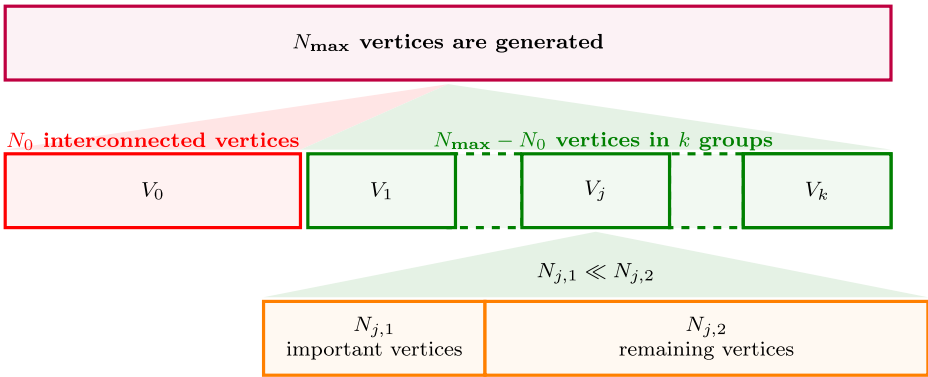 N_max vertices are generated
N_0 interconnected vertices
N_max − N_0 vertices in k groups
V_0
V_1
V_j
V_k
N_{j,1} ≪ N_{j,2}
N_{j,1}
important vertices
N_{j,2}
remaining vertices